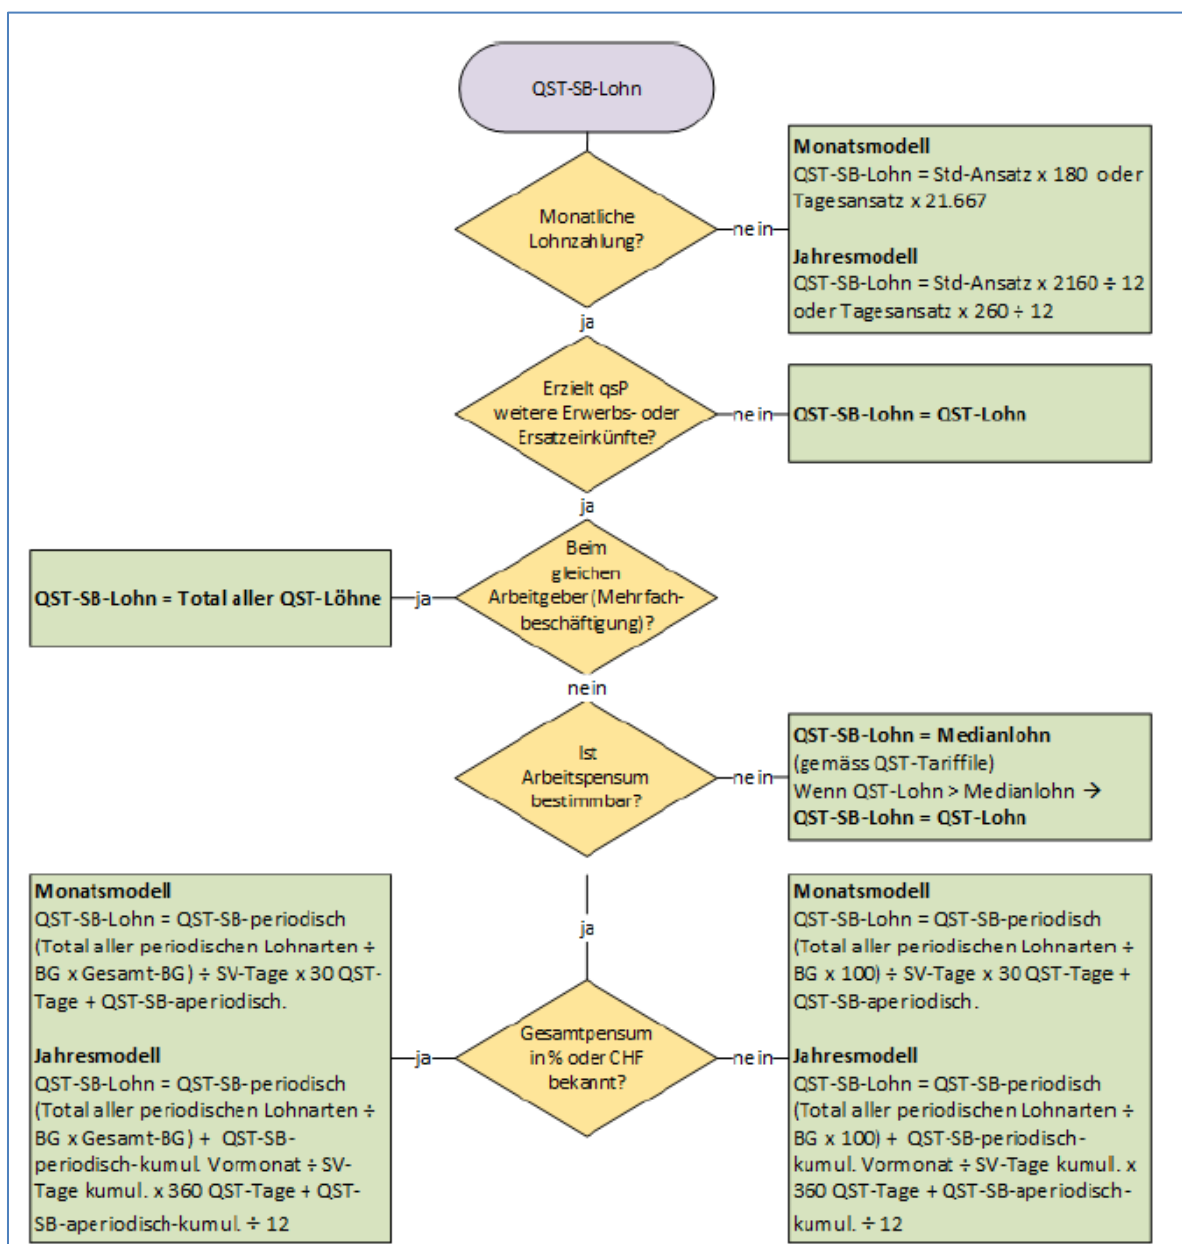 QST-SB-Lohn
Monatliche
Lohnzahlung?
nein
Monatsmodell
QST-SB-Lohn = Std-Ansatz x 180 oder
Tagesansatz x 21.667
Jahresmodell
QST-SB-Lohn = Std-Ansatz x 2160 ÷ 12
oder Tagesansatz x 260 ÷ 12
ja
Erzielt qsP
weitere Erwerbs- oder
Ersatzeinkünfte?
nein
QST-SB-Lohn = QST-Lohn
ja
Beim
gleichen
Arbeitgeber (Mehrfach-
beschäftigung)?
ja
QST-SB-Lohn = Total aller QST-Löhne
nein
Ist
Arbeitspensum
bestimmbar?
nein
QST-SB-Lohn = Medianlohn
(gemäss QST-Tariffile)
Wenn QST-Lohn > Medianlohn →
QST-SB-Lohn = QST-Lohn
ja
Gesamtpensum
in % oder CHF
bekannt?
ja
Monatsmodell
QST-SB-Lohn = QST-SB-periodisch
(Total aller periodischen Lohnarten ÷
BG x Gesamt-BG) ÷ SV-Tage x 30 QST-
Tage + QST-SB-aperiodisch.
Jahresmodell
QST-SB-Lohn = QST-SB-periodisch
(Total aller periodischen Lohnarten ÷
BG x Gesamt-BG) + QST-SB-
periodisch-kumul. Vormonat ÷ SV-
Tage kumul. x 360 QST-Tage + QST-
SB-aperiodisch-kumul. ÷ 12
nein
Monatsmodell
QST-SB-Lohn = QST-SB-periodisch
(Total aller periodischen Lohnarten ÷
BG x 100) ÷ SV-Tage x 30 QST-Tage +
QST-SB-aperiodisch.
Jahresmodell
QST-SB-Lohn = QST-SB-periodisch
(Total aller periodischen Lohnarten ÷
BG x 100) + QST-SB-periodisch-
kumul. Vormonat ÷ SV-Tage kumul. x
360 QST-Tage + QST-SB-aperiodisch-
kumul. ÷ 12